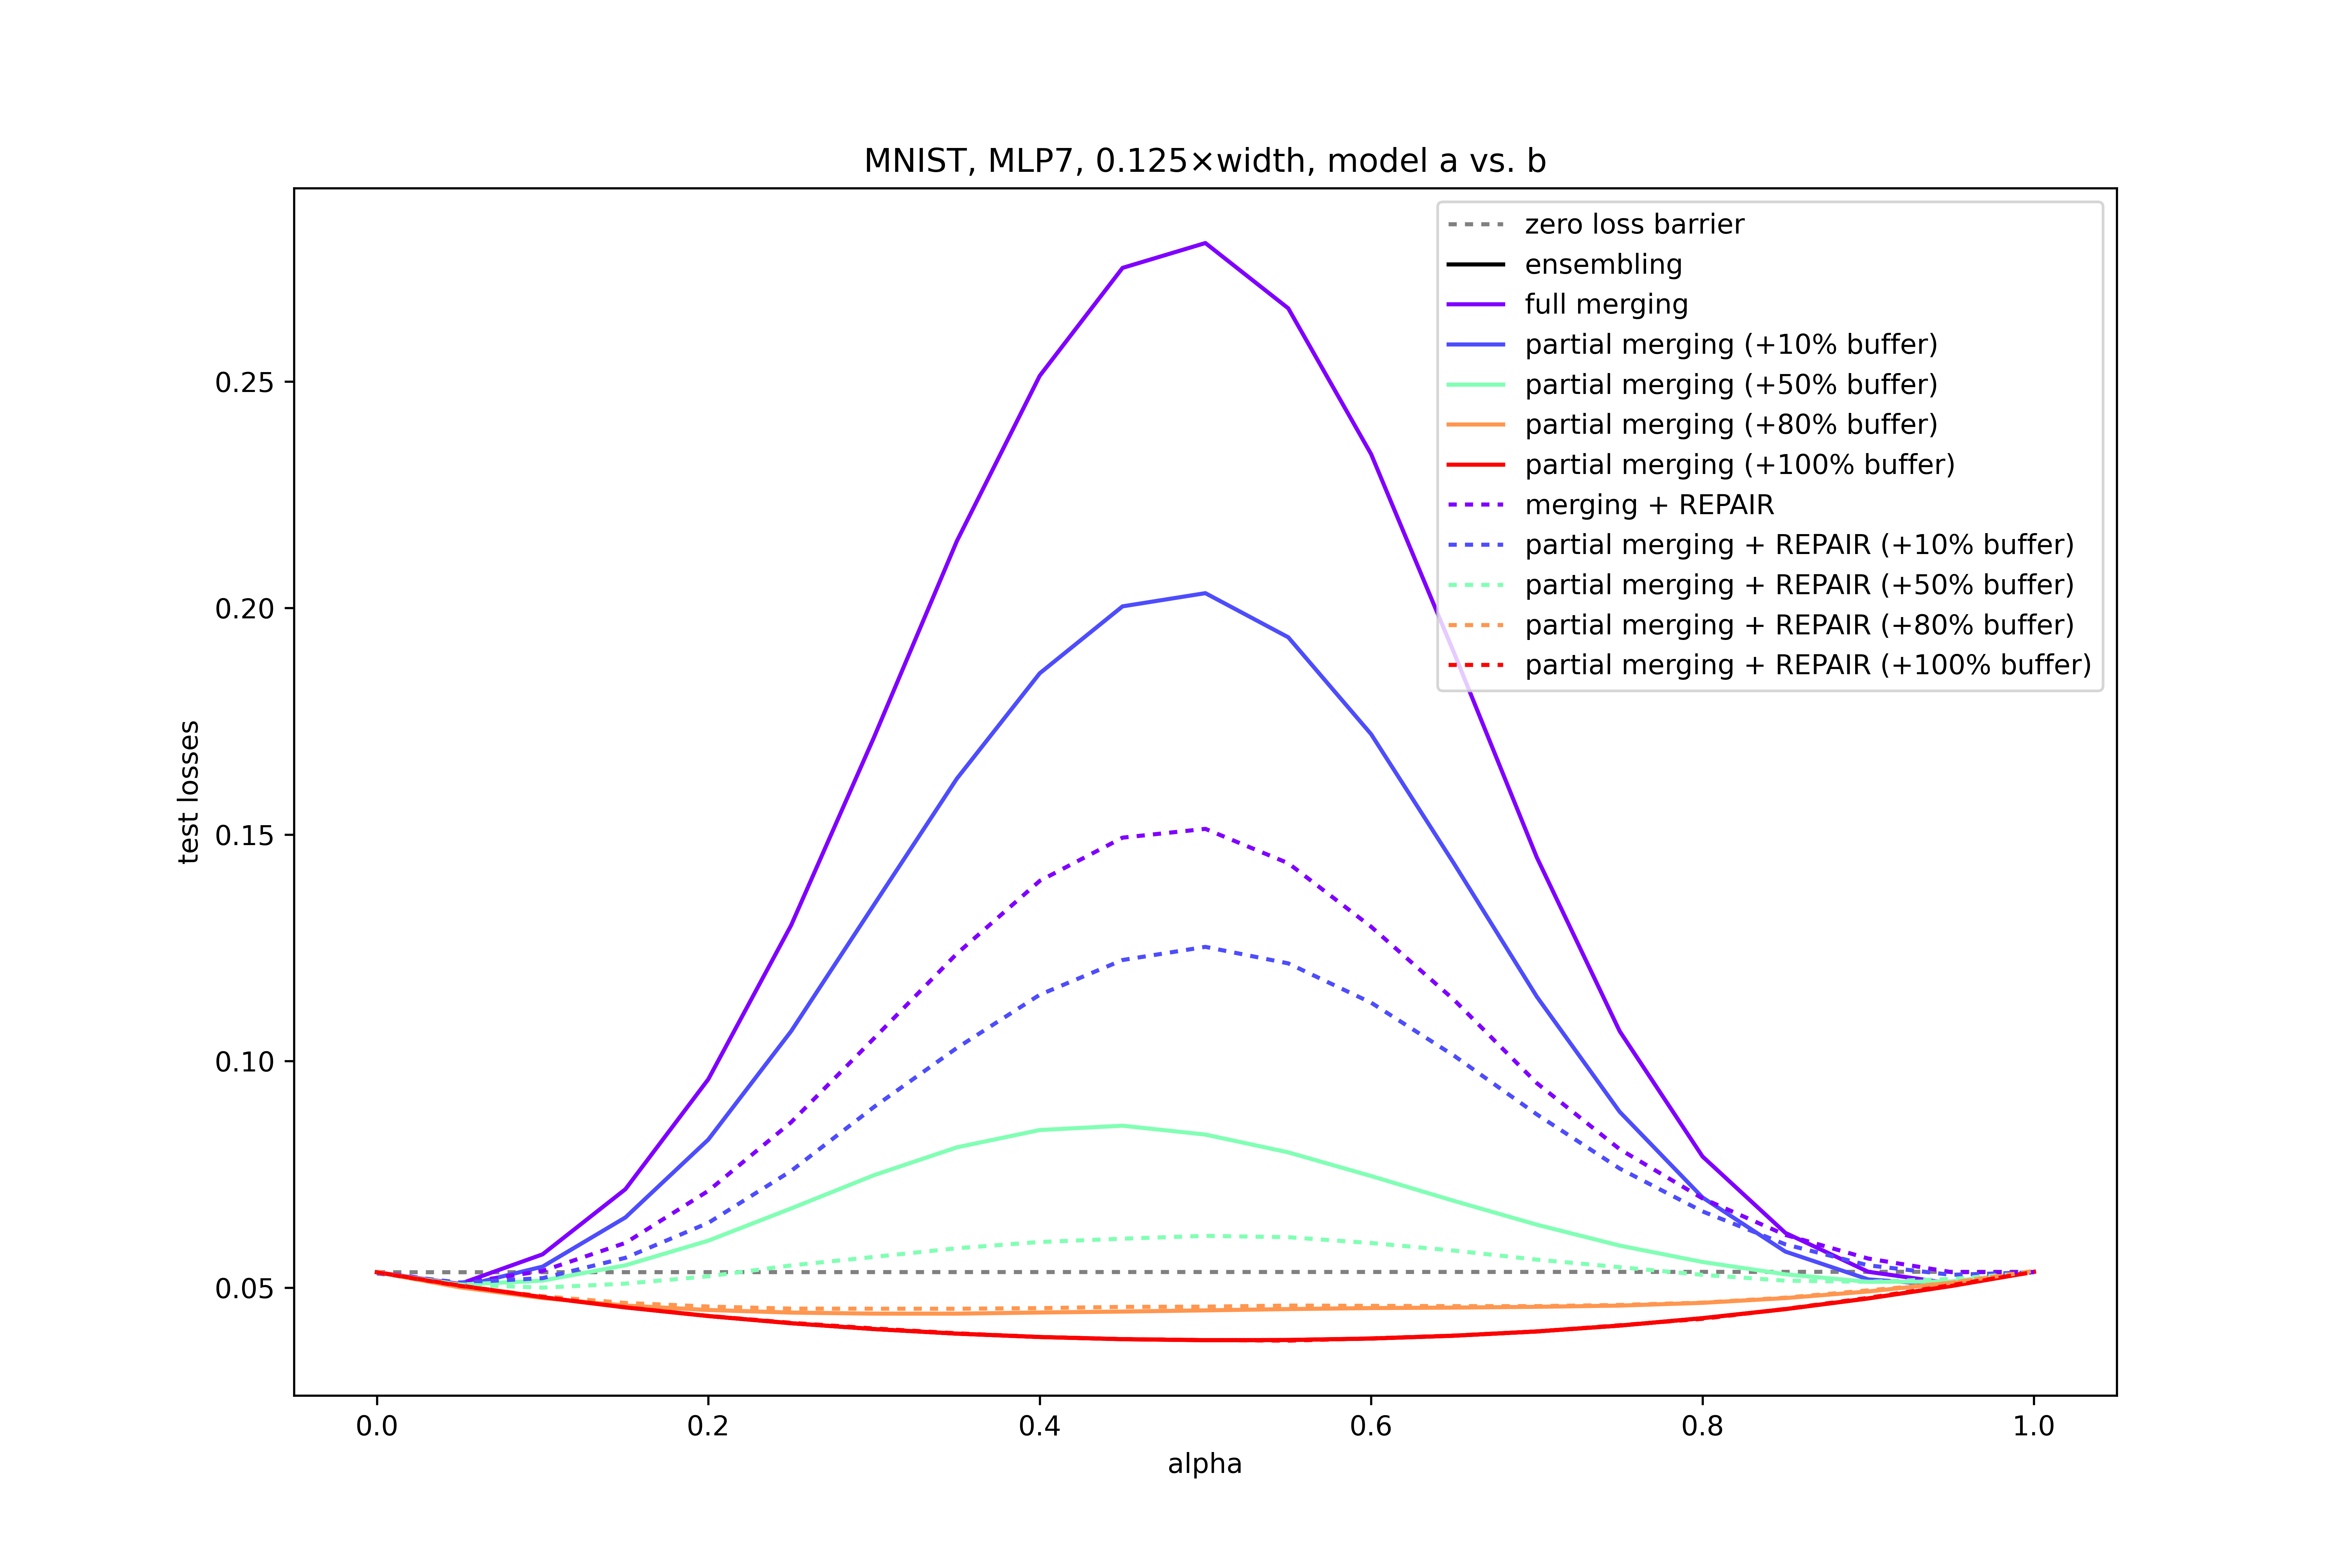 MNIST, MLP7, 0.125×width, model a vs. b
zero loss barrier
ensembling
full merging
partial merging (+10% buffer)
partial merging (+50% buffer)
partial merging (+80% buffer)
partial merging (+100% buffer)
merging + REPAIR
partial merging + REPAIR (+10% buffer)
partial merging + REPAIR (+50% buffer)
partial merging + REPAIR (+80% buffer)
partial merging + REPAIR (+100% buffer)
test losses
0.25
0.20
0.15
0.10
0.05
0.0 0.2 0.4 0.6 0.8 1.0
alpha